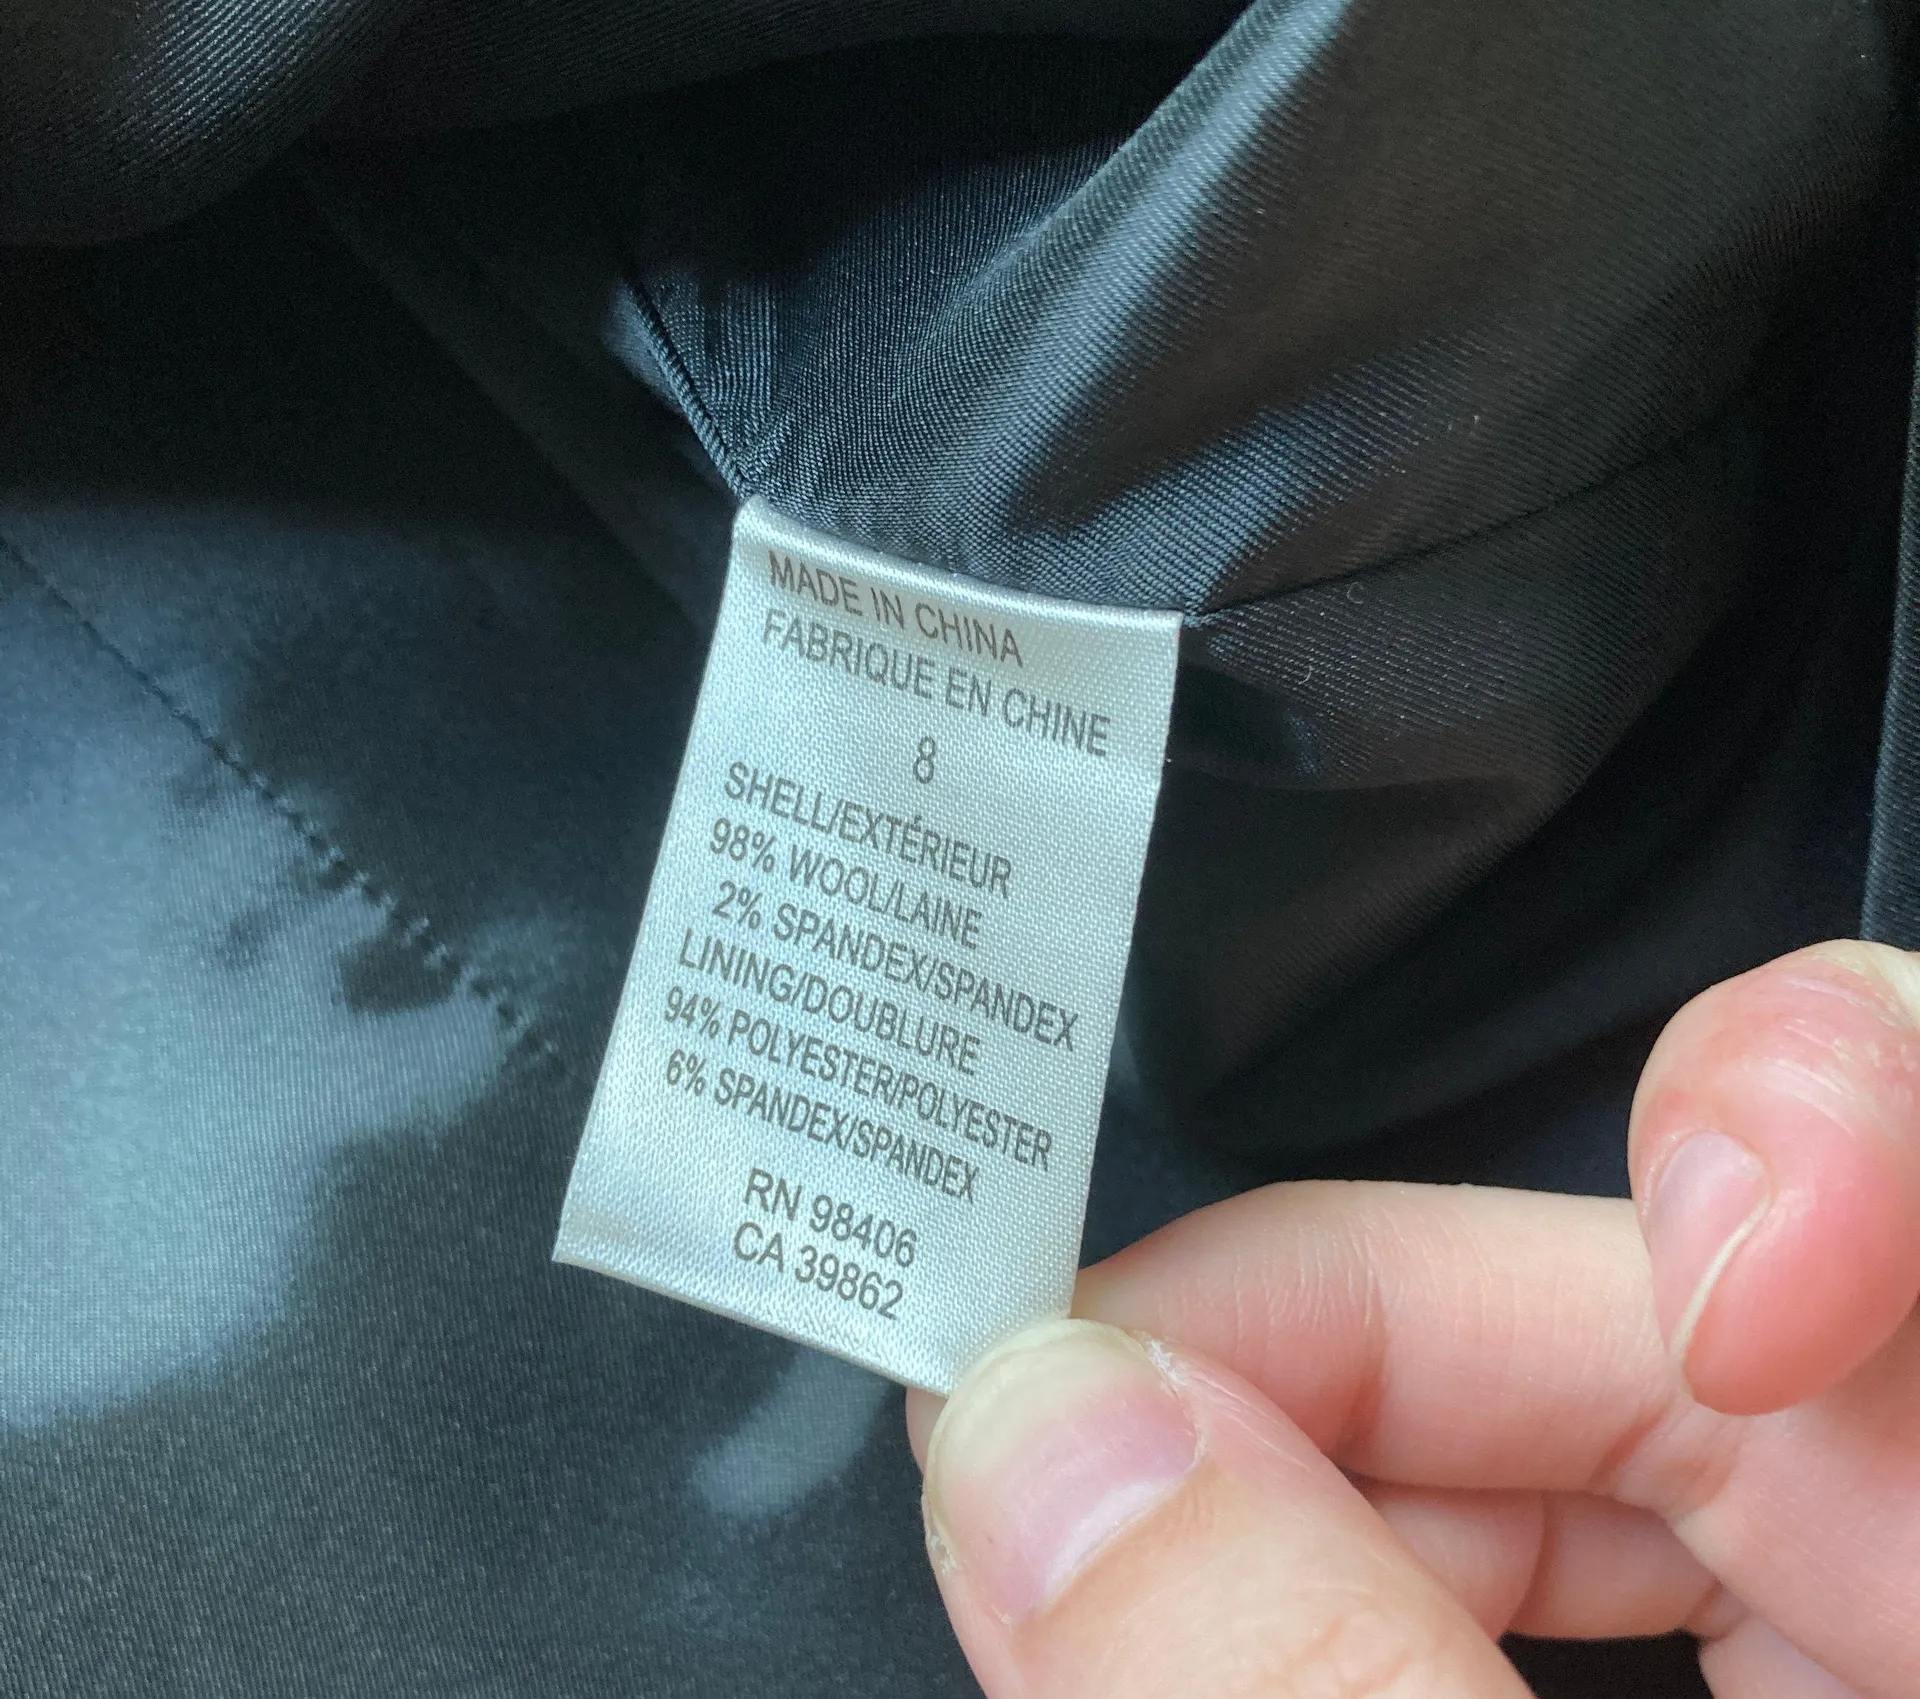 MADE IN CHINA
FABRIQUE EN CHINE
8
SHELL/EXTÉRIEUR
98% WOOL/LAINE
2% SPANDEX/SPANDEX
LINING/DOUBLURE
94% POLYESTER/POLYESTER
6% SPANDEX/SPANDEX
RN 98406
CA 39862